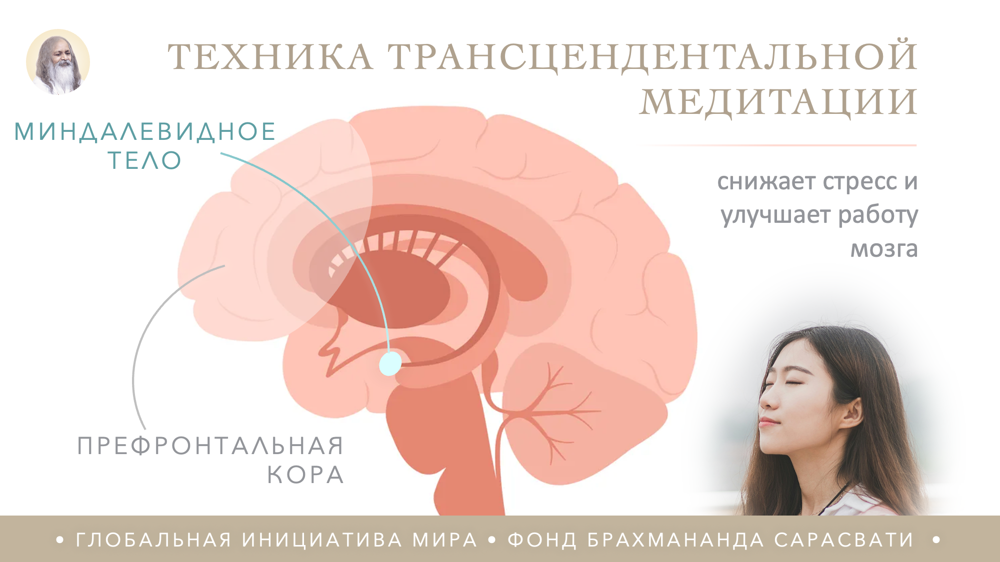 ТЕХНИКА ТРАНСЦЕНДЕНТАЛЬНОЙ
МЕДИТАЦИИ
МИНДАЛЕВИДНОЕ
ТЕЛО
снижает стресс и
улучшает работу
мозга
ПРЕФРОНТАЛЬНАЯ
КОРА
• ГЛОБАЛЬНАЯ ИНИЦИАТИВА МИРА • ФОНД БРАХМАНАНДА САРАСВАТИ •